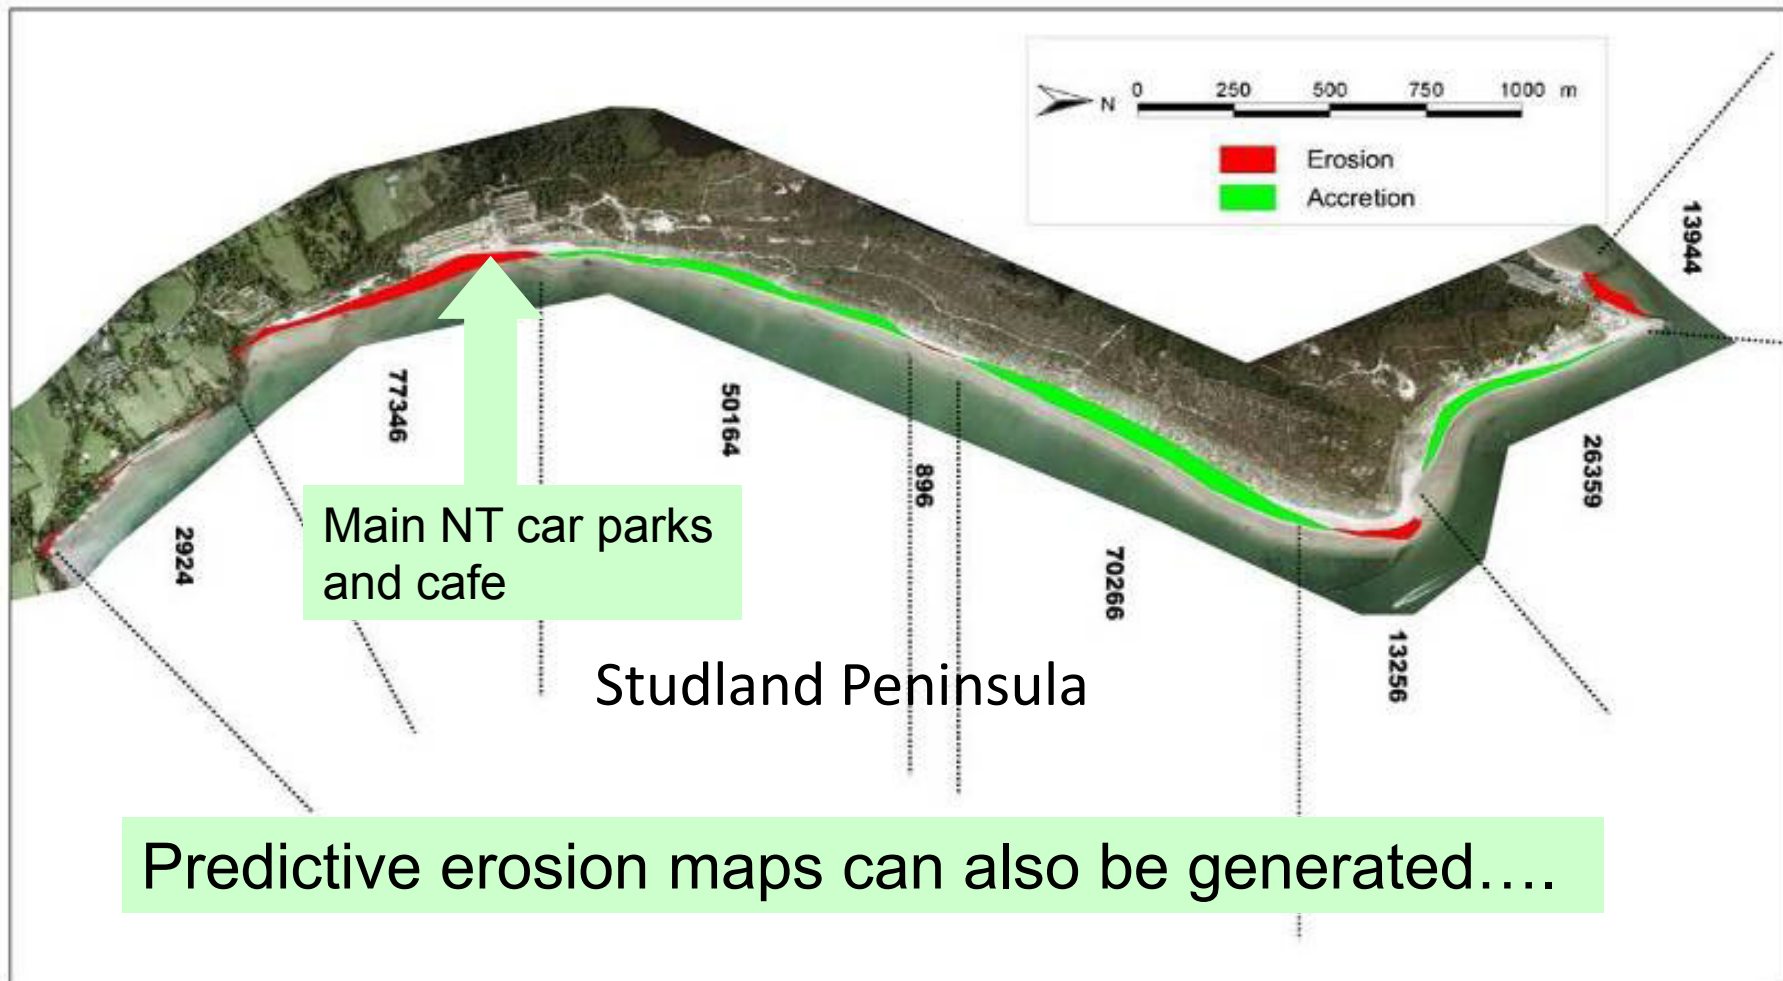 N 0 250 500 750 1000 m
Erosion
Accretion
13944
77346
50164
896
26359
2924
70266
13256
Main NT car parks
and cafe
Studland Peninsula
Predictive erosion maps can also be generated….